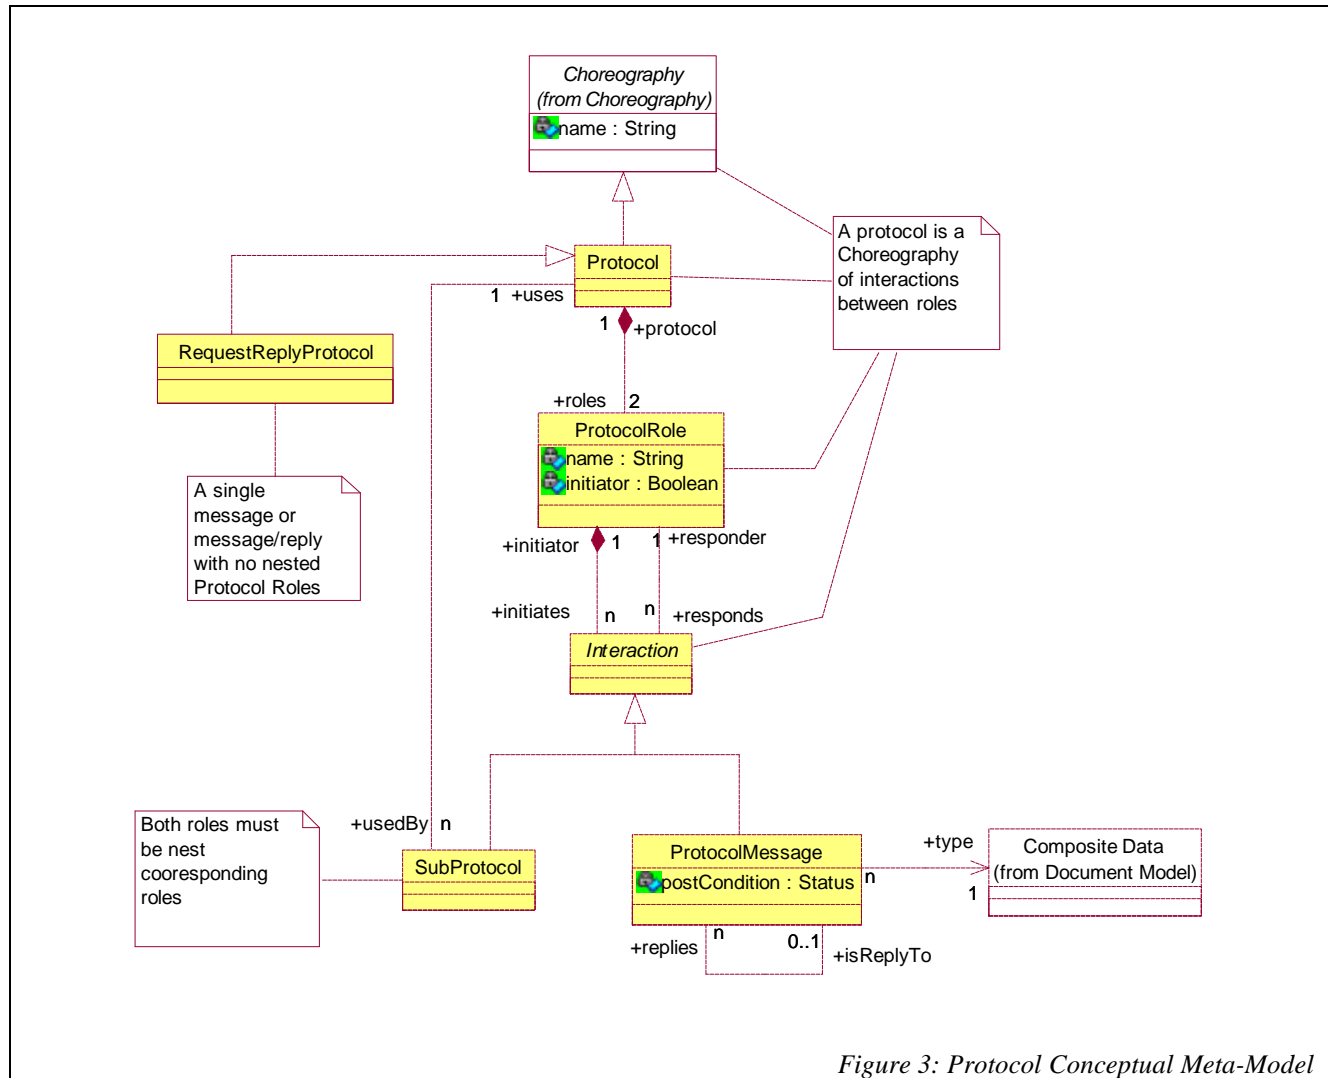 Choreography
(from Choreography)
name : String
A protocol is a
Choreography
of interactions
between roles
Protocol
1 +uses
1 +protocol
RequestReplyProtocol
+roles 2
ProtocolRole
name : String
initiator : Boolean
A single
message or
message/reply
with no nested
Protocol Roles
+initiator 1 1 +responder
+initiates n n +responds
Interaction
Both roles must
be nest
cooresponding
roles
+usedBy n
SubProtocol
ProtocolMessage
postCondition : Status
n
+type
1
Composite Data
(from Document Model)
+replies n 0..1 +isReplyTo
Figure 3: Protocol Conceptual Meta-Model